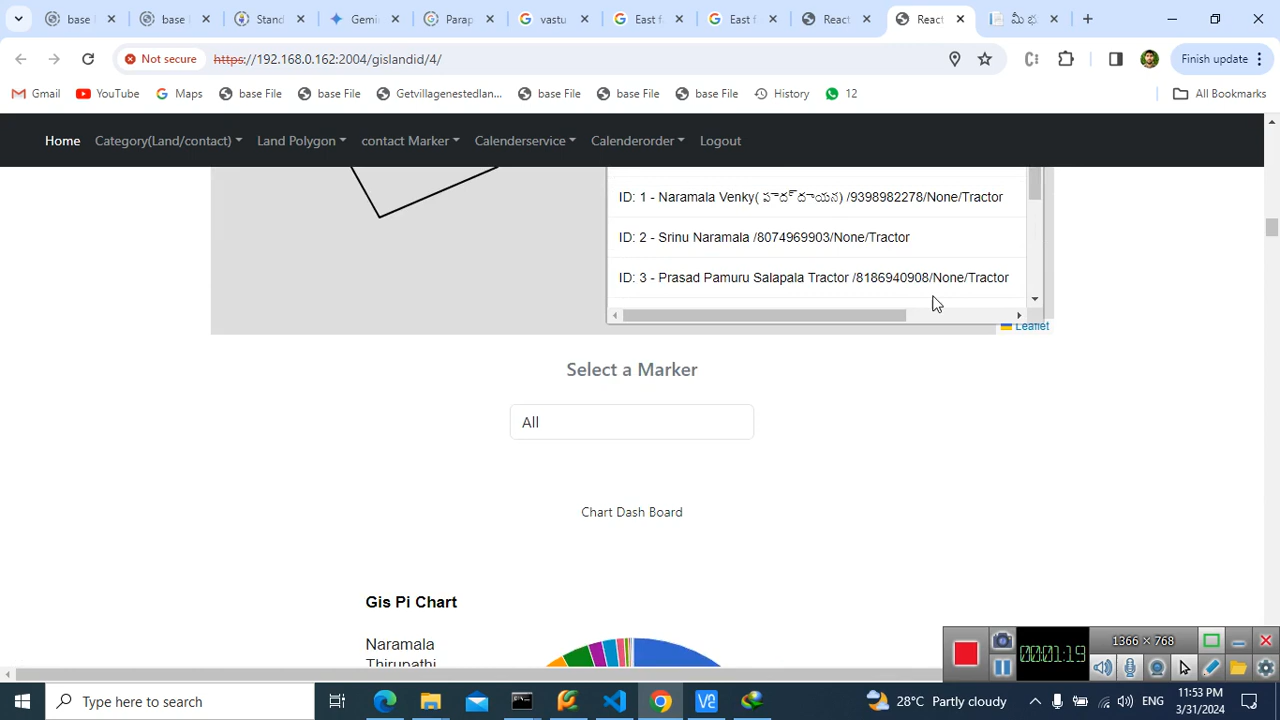 base
base
Stand
Gemi
Parap
vastu
East f
East f
React
React
మీ భ
Finish update
Not secure
https://192.168.0.162:2004/gislandid/4/
Gmail
YouTube
Maps
base File
base File
Getvillagenestedlan...
base File
base File
base File
History
12
All Bookmarks
Home
Category(Land/contact)
Land Polygon
contact Marker
Calenderservice
Calenderorder
Logout
ID: 1 - Naramala Venky( /9398982278/None/Tractor
ID: 2 - Srinu Naramala /8074969903/None/Tractor
ID: 3 - Prasad Pamuru Salapala Tractor /8186940908/None/Tractor
Leaflet
Select a Marker
All
Chart Dash Board
Gis Pi Chart
Naramala
Thirupathi
1366 × 768
00:01:19
Type here to search
28°C Partly cloudy
ENG
11:53 PM
3/31/2024